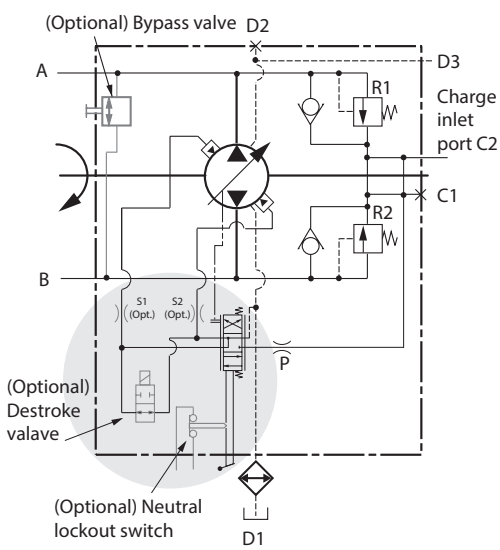 (Optional) Bypass valve
D2
A
D3
R1
Charge
inlet
port C2
C1
R2
B
S1
(Opt.)
S2
(Opt.)
P
(Optional)
Destroke
valave
(Optional) Neutral
lockout switch
D1